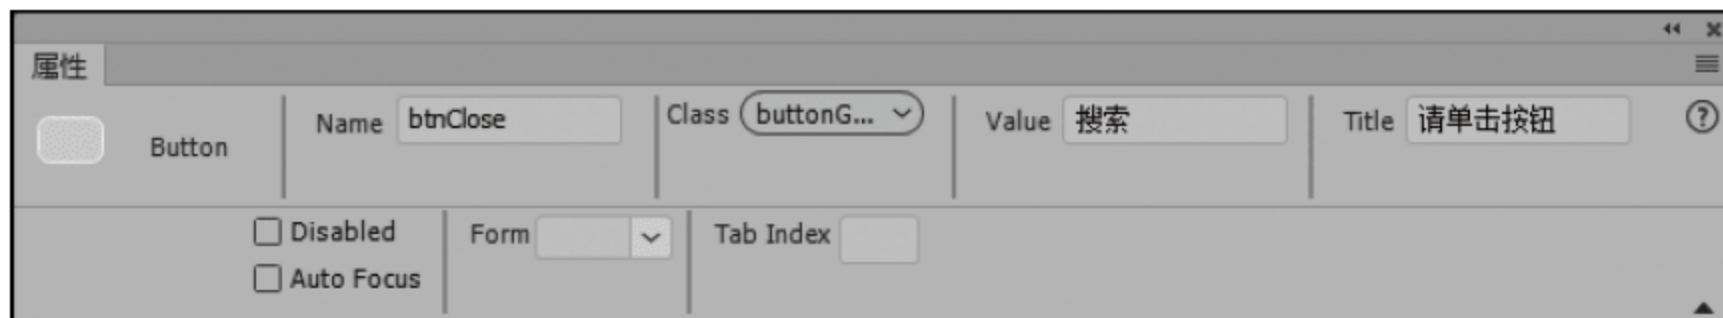 属性
Button Name btnClose Class buttonG... Value 搜索 Title 请单击按钮
Disabled Form Tab Index
Auto Focus